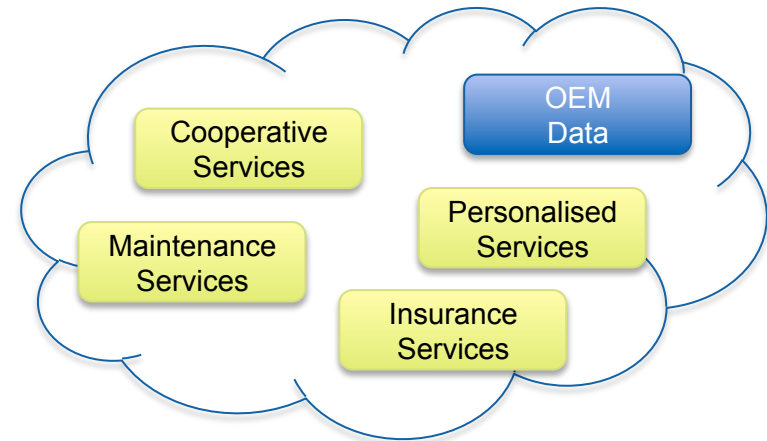 OEM
Data
Cooperative
Services
Personalised
Services
Maintenance
Services
Insurance
Services